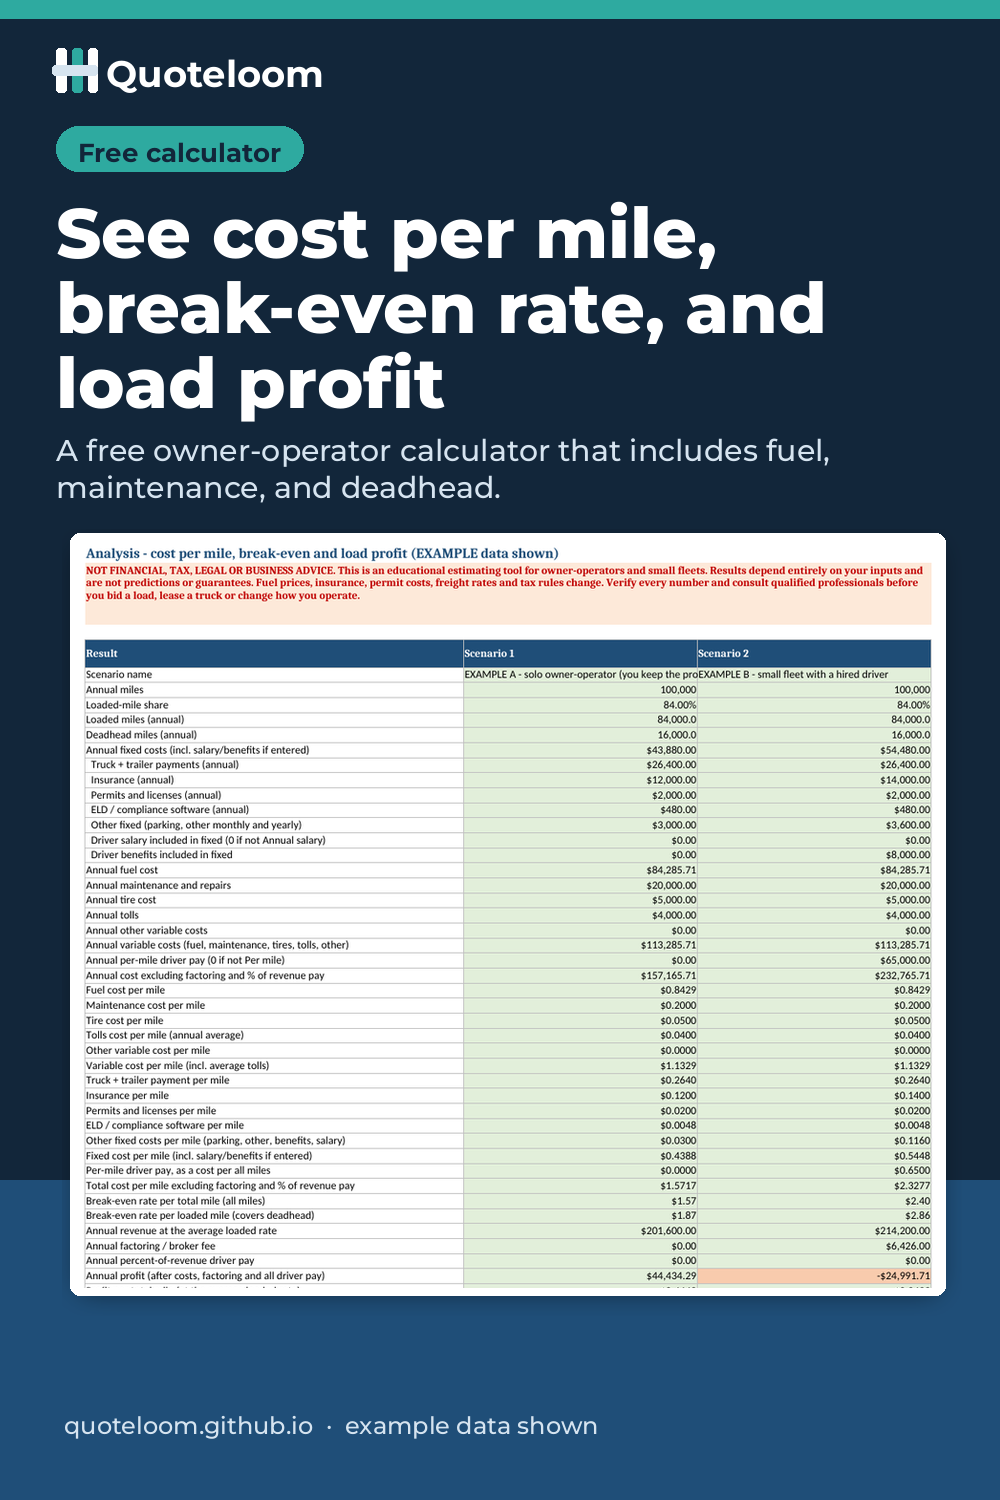 Quoteloom
Free calculator
See cost per mile,
break-even rate, and
load profit
A free owner-operator calculator that includes fuel,
maintenance, and deadhead.
Analysis - cost per mile, break-even and load profit (EXAMPLE data shown)
NOT FINANCIAL, TAX, LEGAL OR BUSINESS ADVICE. This is an educational estimating tool for owner-operators and small fleets. Results depend entirely on your inputs and
are not predictions or guarantees. Fuel prices, insurance, permit costs, freight rates and tax rules change. Verify every number and consult qualified professionals before
you bid a load, lease a truck or change how you operate.
Result Scenario 1 Scenario 2
Scenario name EXAMPLE A - solo owner-operator (you keep the pro EXAMPLE B - small fleet with a hired driver
Annual miles 100,000 100,000
Loaded-mile share 84.00% 84.00%
Loaded miles (annual) 84,000.0 84,000.0
Deadhead miles (annual) 16,000.0 16,000.0
Annual fixed costs (incl. salary/benefits if entered) $43,880.00 $54,480.00
Truck + trailer payments (annual) $26,400.00 $26,400.00
Insurance (annual) $12,000.00 $14,000.00
Permits and licenses (annual) $2,000.00 $2,000.00
ELD / compliance software (annual) $480.00 $480.00
Other fixed (parking, other monthly and yearly) $3,000.00 $3,600.00
Driver salary included in fixed (0 if not Annual salary) $0.00 $0.00
Driver benefits included in fixed $0.00 $8,000.00
Annual fuel cost $84,285.71 $84,285.71
Annual maintenance and repairs $20,000.00 $20,000.00
Annual tire cost $5,000.00 $5,000.00
Annual tolls $4,000.00 $4,000.00
Annual other variable costs $0.00 $0.00
Annual variable costs (fuel, maintenance, tires, tolls, other) $113,285.71 $113,285.71
Annual per-mile driver pay (0 if not Per mile) $0.00 $65,000.00
Annual cost excluding factoring and % of revenue pay $157,165.71 $232,765.71
Fuel cost per mile $0.8429 $0.8429
Maintenance cost per mile $0.2000 $0.2000
Tire cost per mile $0.0500 $0.0500
Tolls cost per mile (annual average) $0.0400 $0.0400
Other variable cost per mile $0.0000 $0.0000
Variable cost per mile (incl. average tolls) $1.1329 $1.1329
Truck + trailer payment per mile $0.2640 $0.2640
Insurance per mile $0.1200 $0.1400
Permits and licenses per mile $0.0200 $0.0200
ELD / compliance software per mile $0.0048 $0.0048
Other fixed costs per mile (parking, other, benefits, salary) $0.0300 $0.1160
Fixed cost per mile (incl. salary/benefits if entered) $0.4388 $0.5448
Per-mile driver pay, as a cost per all miles $0.0000 $0.6500
Total cost per mile excluding factoring and % of revenue pay $1.5717 $2.3277
Break-even rate per total mile (all miles) $1.57 $2.40
Break-even rate per loaded mile (covers deadhead) $1.87 $2.86
Annual revenue at the average loaded rate $201,600.00 $214,200.00
Annual factoring / broker fee $0.00 $6,426.00
Annual percent-of-revenue driver pay $0.00 $0.00
Annual profit (after costs, factoring and all driver pay) $44,434.29 -$24,991.71
quoteloom.github.io · example data shown